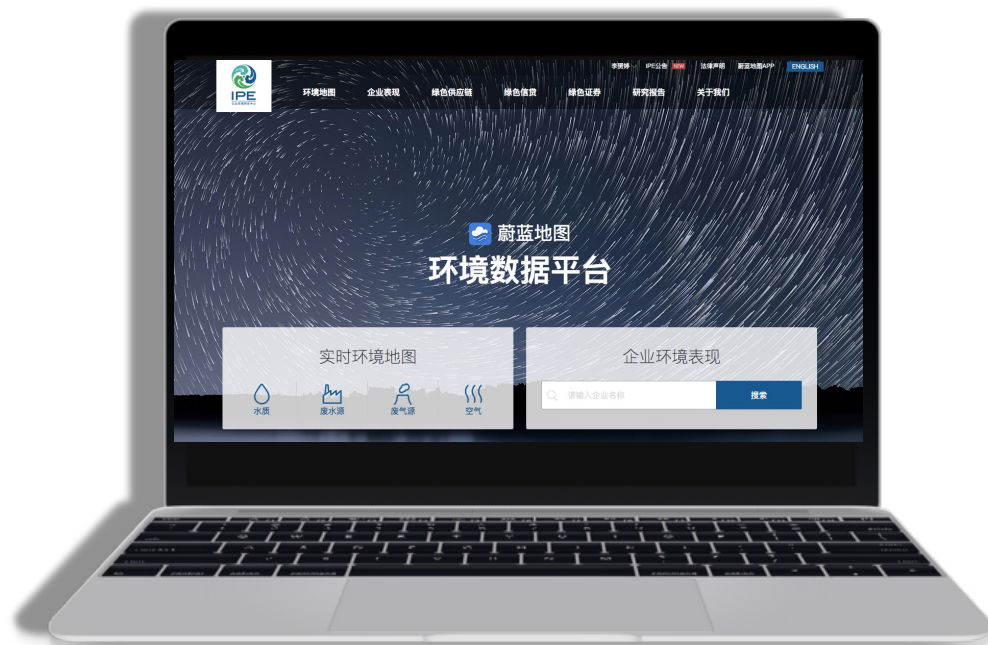 李赟婷 IPE公告 NEW 法律声明 蔚蓝地图APP ENGLISH
IPE
环境地图 企业表现 绿色供应链 绿色信贷 绿色证券 研究报告 关于我们
蔚蓝地图
环境数据平台
实时环境地图
水质 废水源 废气源 空气
企业环境表现
请输入企业名称 搜索